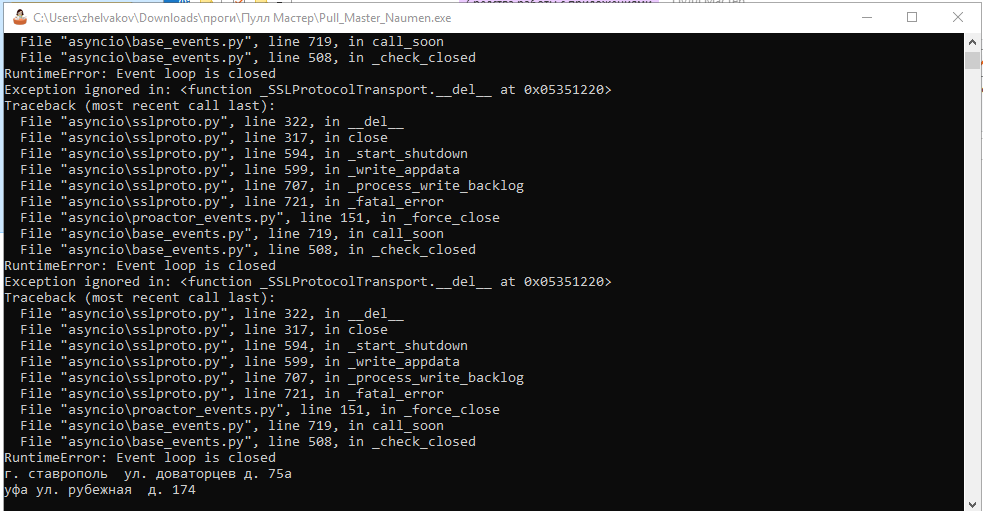 C:\Users\zhelvakov\Downloads\проги\Пулл Мастер\Pull_Master_Naumen.exe
File "asyncio\base_events.py", line 719, in call_soon
File "asyncio\base_events.py", line 508, in _check_closed
RuntimeError: Event loop is closed
Exception ignored in: <function _SSLProtocolTransport.__del__ at 0x05351220>
Traceback (most recent call last):
File "asyncio\sslproto.py", line 322, in __del__
File "asyncio\sslproto.py", line 317, in close
File "asyncio\sslproto.py", line 594, in _start_shutdown
File "asyncio\sslproto.py", line 599, in _write_appdata
File "asyncio\sslproto.py", line 707, in _process_write_backlog
File "asyncio\sslproto.py", line 721, in _fatal_error
File "asyncio\proactor_events.py", line 151, in _force_close
File "asyncio\base_events.py", line 719, in call_soon
File "asyncio\base_events.py", line 508, in _check_closed
RuntimeError: Event loop is closed
Exception ignored in: <function _SSLProtocolTransport.__del__ at 0x05351220>
Traceback (most recent call last):
File "asyncio\sslproto.py", line 322, in __del__
File "asyncio\sslproto.py", line 317, in close
File "asyncio\sslproto.py", line 594, in _start_shutdown
File "asyncio\sslproto.py", line 599, in _write_appdata
File "asyncio\sslproto.py", line 707, in _process_write_backlog
File "asyncio\sslproto.py", line 721, in _fatal_error
File "asyncio\proactor_events.py", line 151, in _force_close
File "asyncio\base_events.py", line 719, in call_soon
File "asyncio\base_events.py", line 508, in _check_closed
RuntimeError: Event loop is closed
г. ставрополь  ул. доваторцев д. 75а
уфа ул. рубежная  д. 174